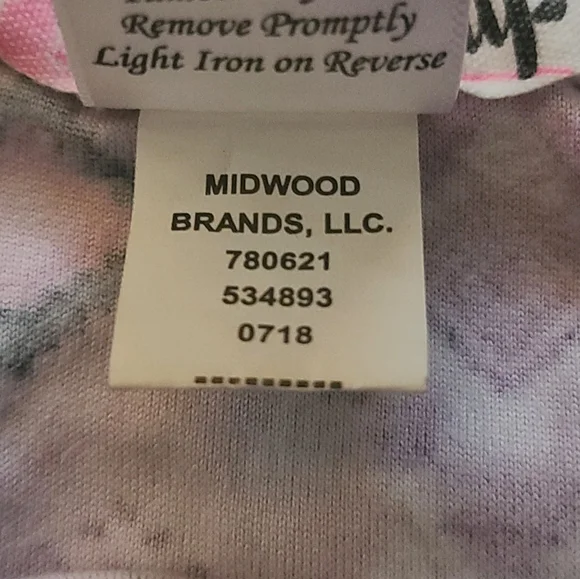 Remove Promptly
Light Iron on Reverse
MIDWOOD
BRANDS, LLC.
780621
534893
0718